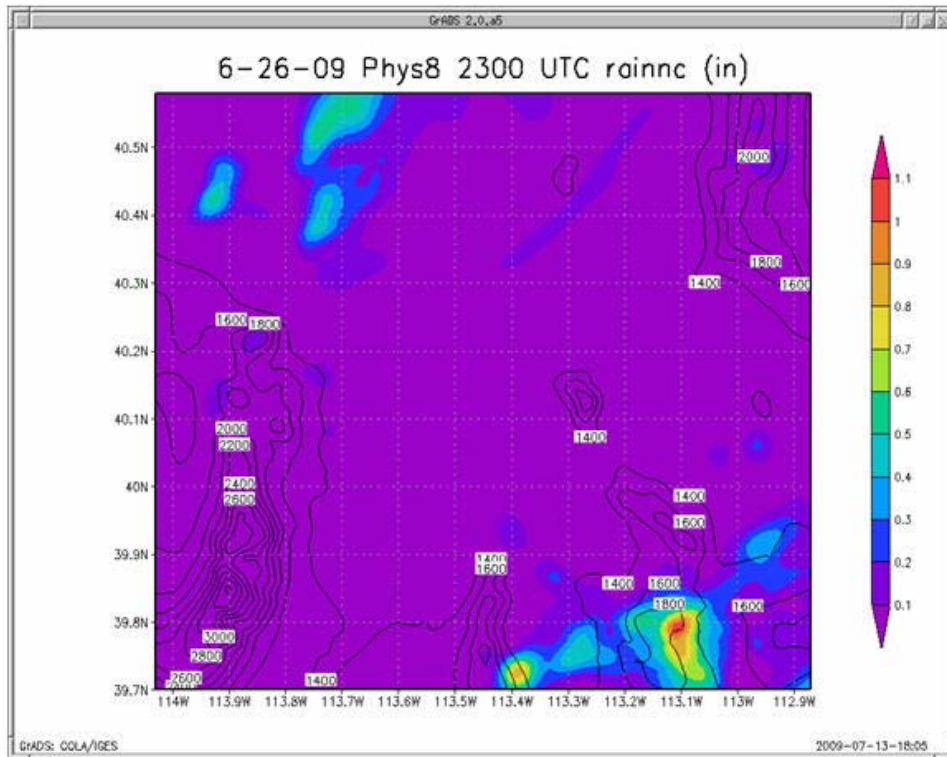 GrADS 2.0.a5
6-26-09 Phys8 2300 UTC rainnc (in)
40.5N
40.4N
40.3N
40.2N
40.1N
40N
39.9N
39.8N
39.7N
114W 113.9W 113.8W 113.7W 113.6W 113.5W 113.4W 113.3W 113.2W 113.1W 113W 112.9W
2000
1800
1400
1600
1600
1800
1400
2000
2200
2400
2600
1400
1600
1400
1600
1400
1600
1800
1600
3000
2800
2600
1400
1.1
1
0.9
0.8
0.7
0.6
0.5
0.4
0.3
0.2
0.1
GrADS: COLA/IGES
2009-07-13-18:05